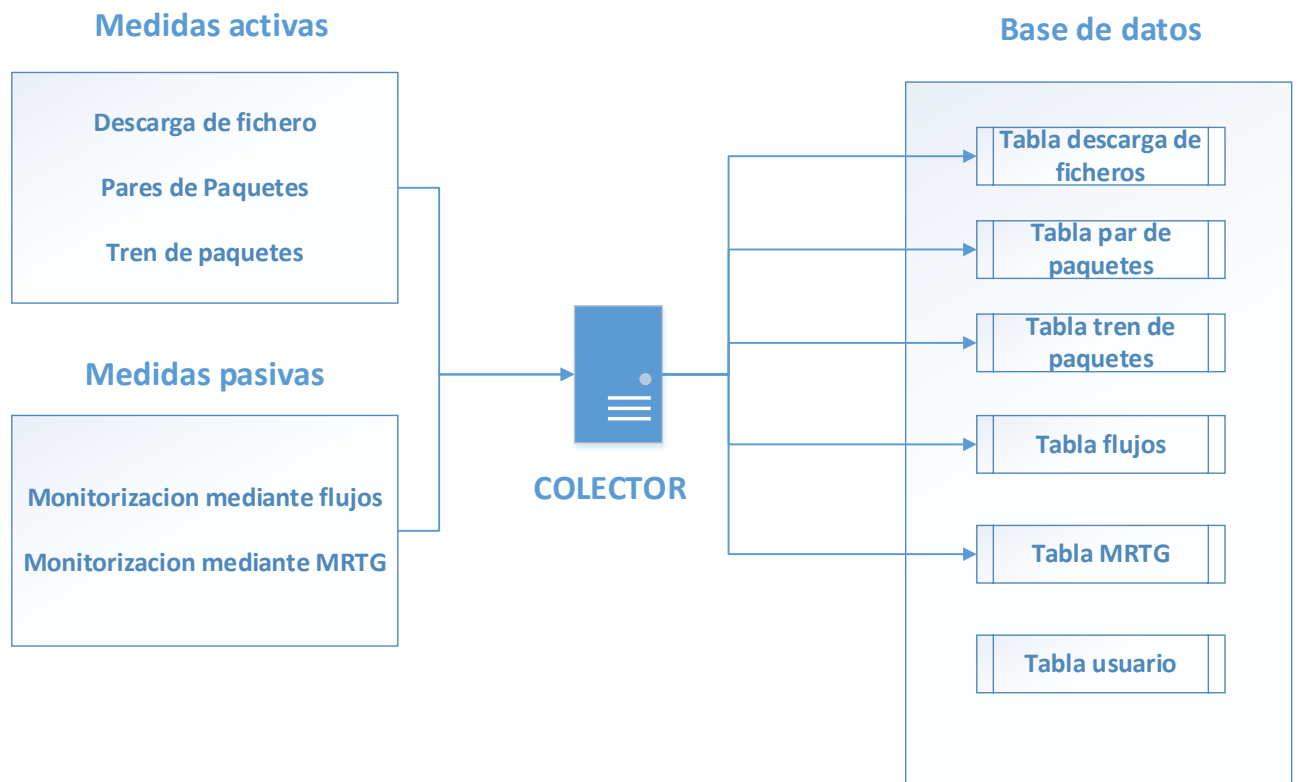 Medidas activas
Descarga de fichero
Pares de Paquetes
Tren de paquetes
Medidas pasivas
Monitorizacion mediante flujos
Monitorizacion mediante MRTG
COLECTOR
Base de datos
Tabla descarga de
ficheros
Tabla par de
paquetes
Tabla tren de
paquetes
Tabla flujos
Tabla MRTG
Tabla usuario